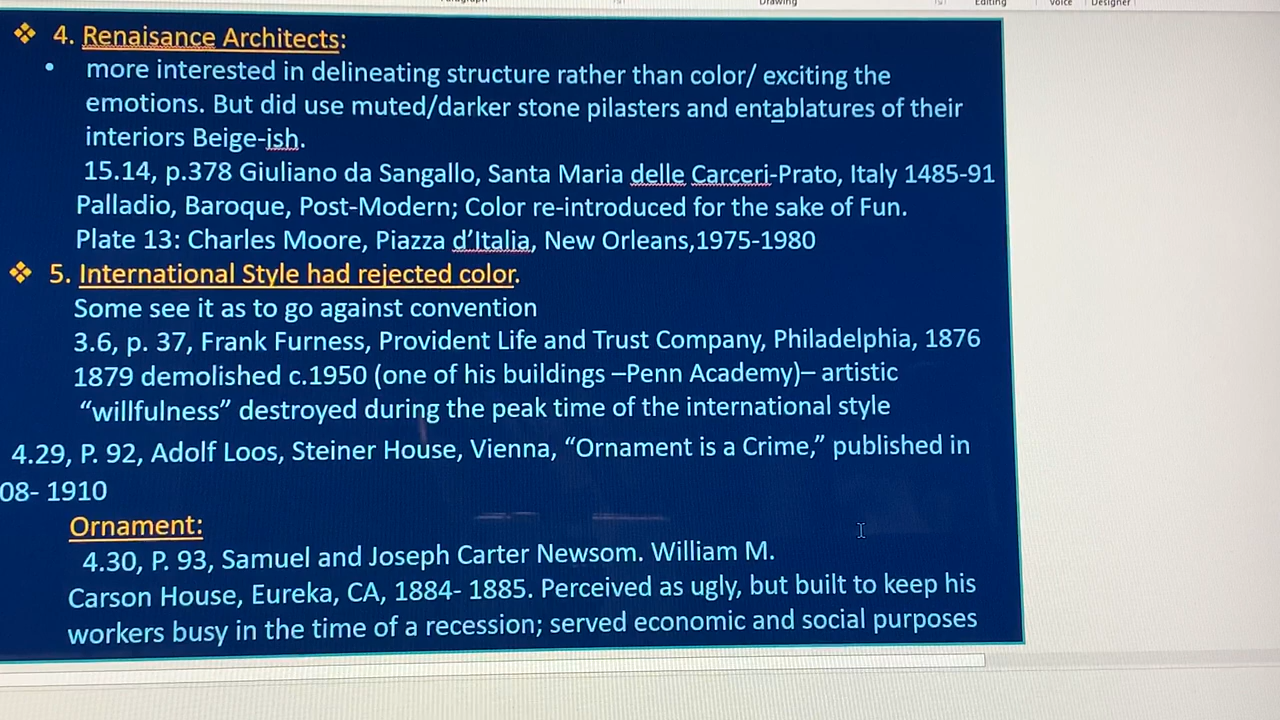 Drawing
Editing
Voice
Designer
4. Renaisance Architects:
more interested in delineating structure rather than color/ exciting the
emotions. But did use muted/darker stone pilasters and entablatures of their
interiors Beige-ish.
15.14, p.378 Giuliano da Sangallo, Santa Maria delle Carceri-Prato, Italy 1485-91
Palladio, Baroque, Post-Modern; Color re-introduced for the sake of Fun.
Plate 13: Charles Moore, Piazza d’Italia, New Orleans,1975-1980
5. International Style had rejected color.
Some see it as to go against convention
3.6, p. 37, Frank Furness, Provident Life and Trust Company, Philadelphia, 1876
1879 demolished c.1950 (one of his buildings –Penn Academy)– artistic
“willfulness” destroyed during the peak time of the international style
4.29, P. 92, Adolf Loos, Steiner House, Vienna, “Ornament is a Crime,” published in
08- 1910
Ornament:
4.30, P. 93, Samuel and Joseph Carter Newsom. William M.
Carson House, Eureka, CA, 1884- 1885. Perceived as ugly, but built to keep his
workers busy in the time of a recession; served economic and social purposes